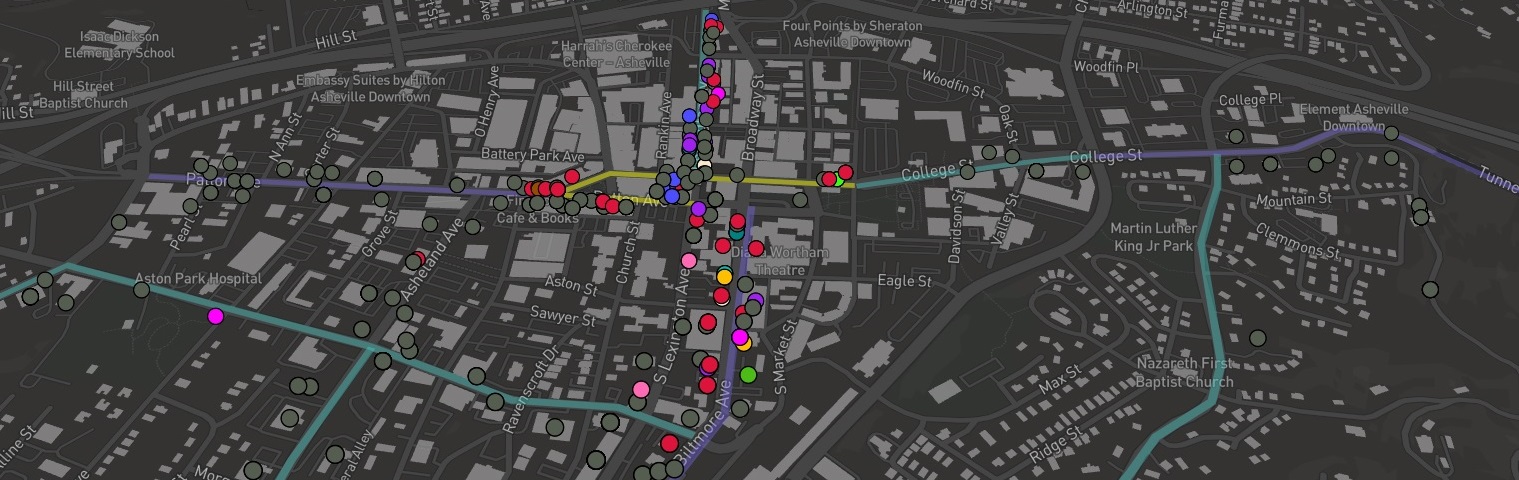 Orchard St
Arlington St
Isaac Dickson
Elementary School
Hill St
Harrah's Cherokee
Center - Asheville
Four Points by Sheraton
Asheville Downtown
Woodfin Pl
Woodfin St
Hill Street
Baptist Church
Embassy Suites by Hilton
Asheville Downtown
College Pl
Element Asheville
Downtown
O'Henry Ave
Rankin Ave
Broadway St
Oak St
N Ann St
Battery Park Ave
College St
College St
Pearl
Cafe & Books
Church St
Grove St
Asheland Ave
Davidson St
Valley St
Mountain St
Martin Luther
King Jr Park
Clemmons St
Wortham
Theatre
Aston Park Hospital
Aston St
Eagle St
Sawyer St
S Lexington Ave
S Market St
Ravenscroft Dr
Biltmore Ave
Max St
Nazareth First
Baptist Church
Ridge St